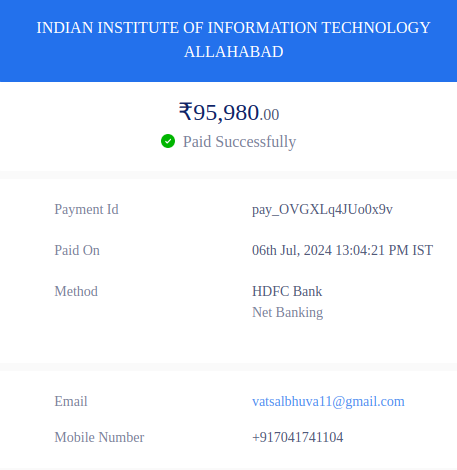 INDIAN INSTITUTE OF INFORMATION TECHNOLOGY
ALLAHABAD
₹95,980.00
Paid Successfully
Payment Id pay_OVGXLq4JUo0x9v
Paid On 06th Jul, 2024 13:04:21 PM IST
Method HDFC Bank
Net Banking
Email vatsalbhuva11@gmail.com
Mobile Number +917041741104